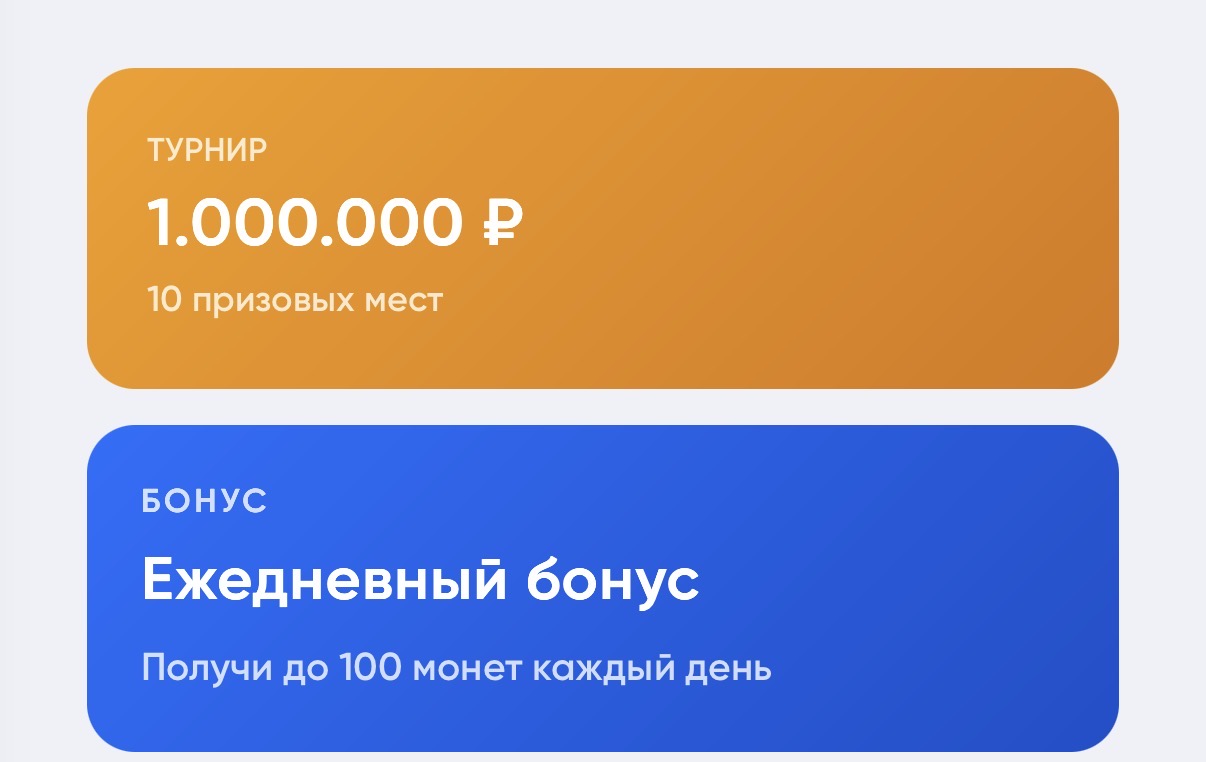 ТУРНИР
1.000.000 ₽
10 призовых мест
БОНУС
Ежедневный бонус
Получи до 100 монет каждый день